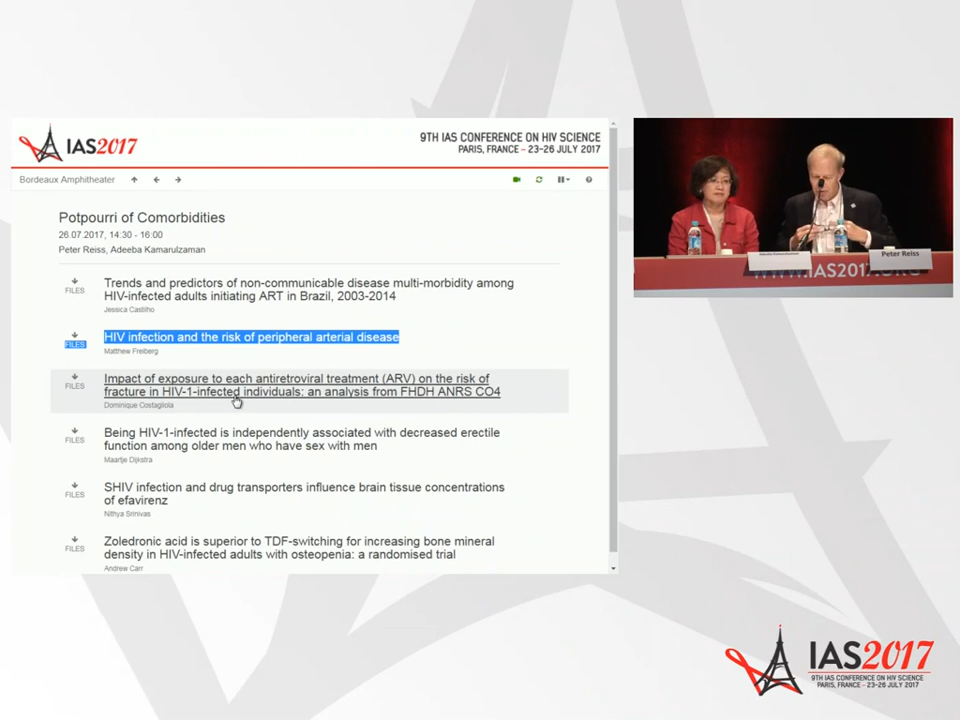 IAS2017
9TH IAS CONFERENCE ON HIV SCIENCE
PARIS, FRANCE – 23-26 JULY 2017
Bordeaux Amphitheater
Potpourri of Comorbidities
26.07.2017, 14:30 - 16:00
Peter Reiss, Adeeba Kamarulzaman
FILES
Trends and predictors of non-communicable disease multi-morbidity among
HIV-infected adults initiating ART in Brazil, 2003-2014
Jessica Castilho
FILES
HIV infection and the risk of peripheral arterial disease
Matthew Freiberg
FILES
Impact of exposure to each antiretroviral treatment (ARV) on the risk of
fracture in HIV-1-infected individuals: an analysis from FHDH ANRS CO4
Dominique Costagliola
FILES
Being HIV-1-infected is independently associated with decreased erectile
function among older men who have sex with men
Maartje Dijkstra
FILES
SHIV infection and drug transporters influence brain tissue concentrations
of efavirenz
Nithya Srinivas
FILES
Zoledronic acid is superior to TDF-switching for increasing bone mineral
density in HIV-infected adults with osteopenia: a randomised trial
Andrew Carr
Peter Reiss
WWW.IAS2017.ORG
IAS2017
9TH IAS CONFERENCE ON HIV SCIENCE
PARIS, FRANCE – 23-26 JULY 2017